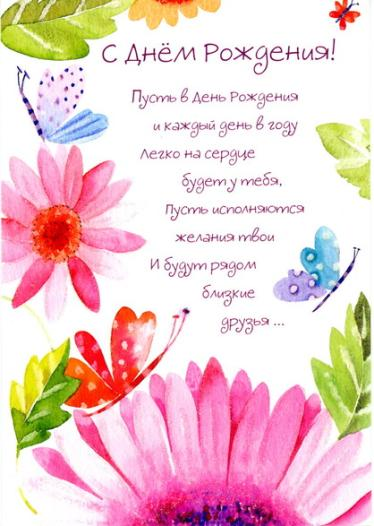 С Днём Рождения!
Пусть в День Рождения
и каждый день в году
Легко на сердце
будет у тебя,
Пусть исполняются
желания твои
И будут рядом
близкие
друзья ...